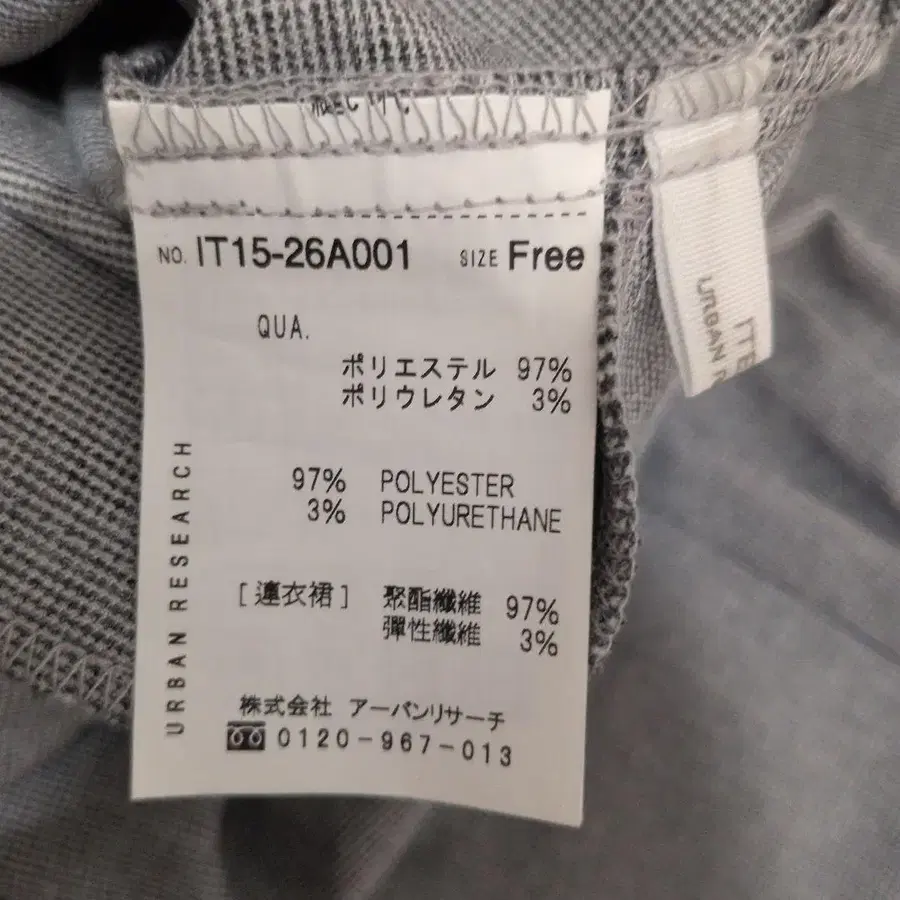 NO. IT15-26A001 SIZE Free
QUA.
ポリエステル 97%
ポリウレタン 3%
97% POLYESTER
3% POLYURETHANE
[連衣裙] 聚酯纖維 97%
彈性纖維 3%
株式会社 アーバンリサーチ
0120-967-013
URBAN RESEARCH
URBAN